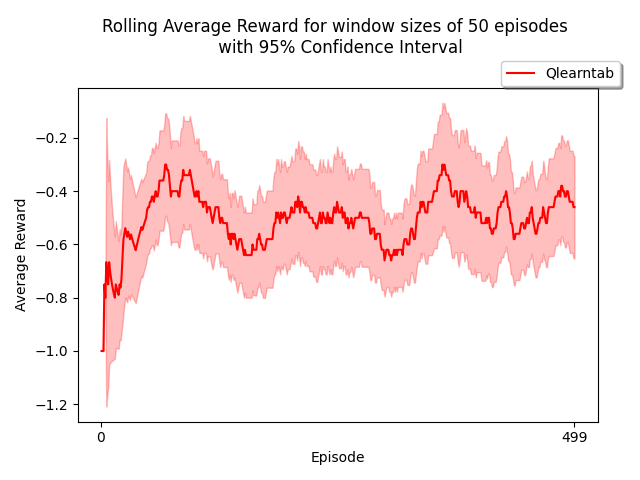 Rolling Average Reward for window sizes of 50 episodes
with 95% Confidence Interval
Qlearntab
Average Reward
−0.2
−0.4
−0.6
−0.8
−1.0
−1.2
0
499
Episode